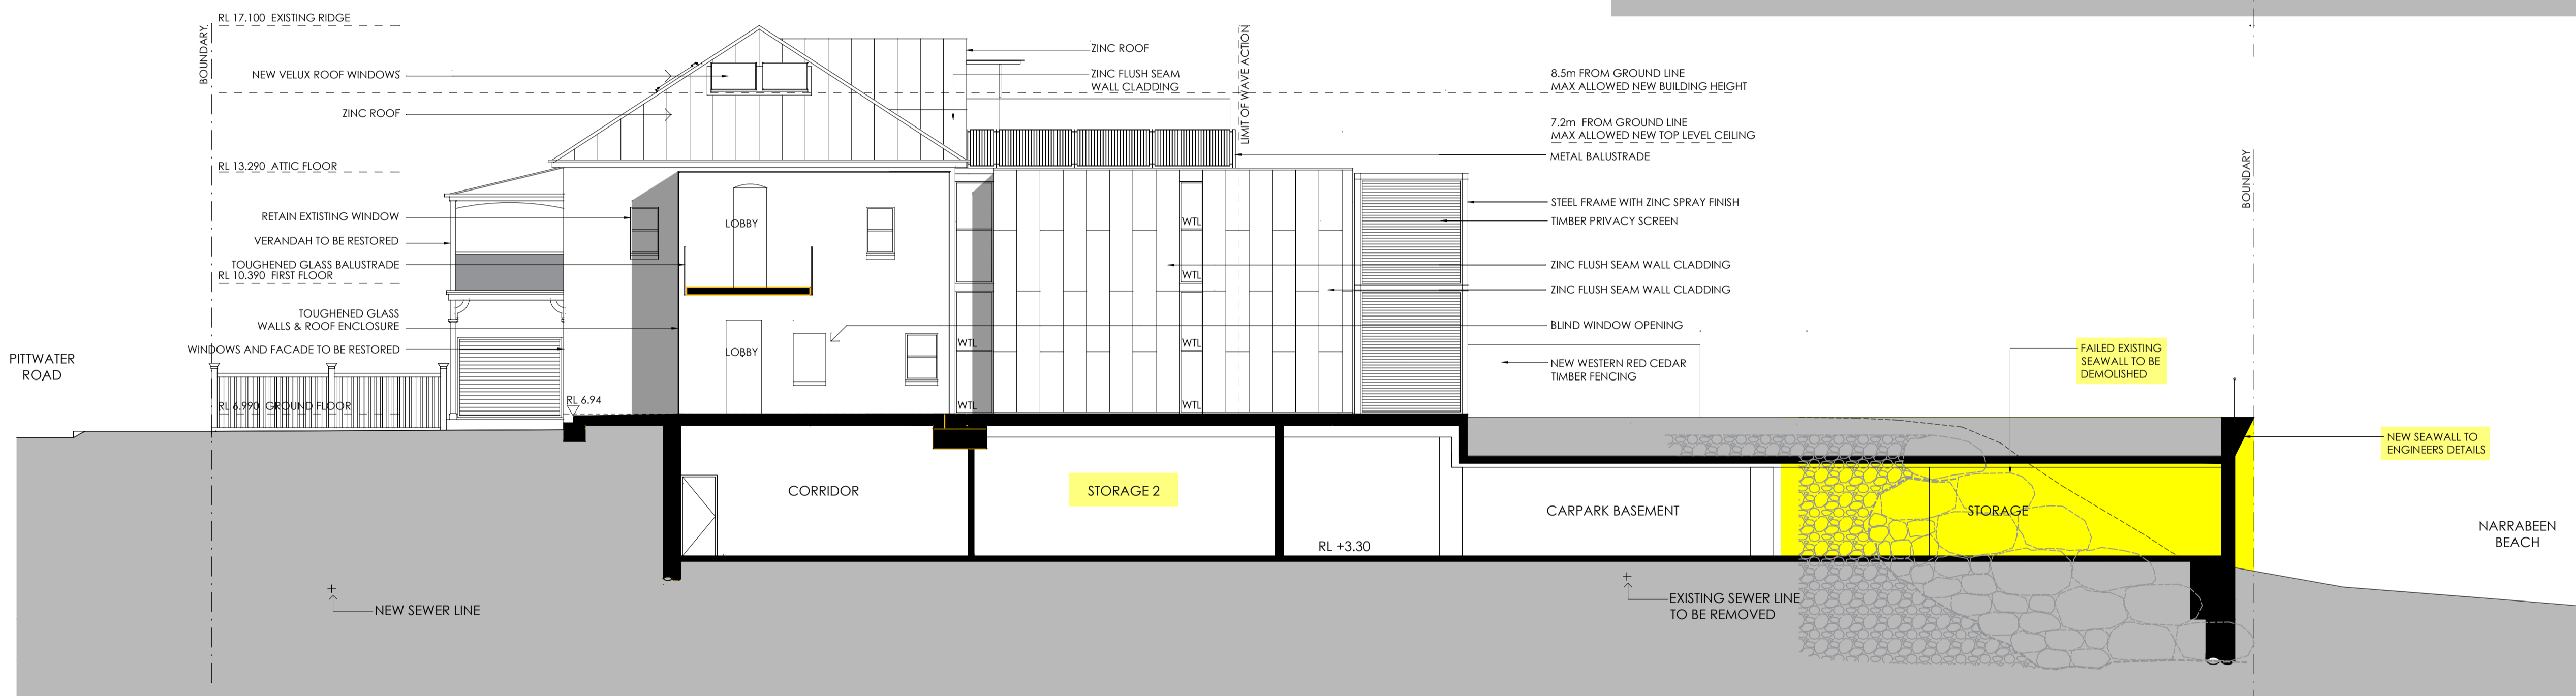 RL 17.100 EXISTING RIDGE
BOUNDARY
NEW VELUX ROOF WINDOWS
ZINC ROOF
RL 13.290 ATTIC FLOOR
RETAIN EXTISTING WINDOW
VERANDAH TO BE RESTORED
TOUGHENED GLASS BALUSTRADE
RL 10.390 FIRST FLOOR
TOUGHENED GLASS
WALLS & ROOF ENCLOSURE
WINDOWS AND FACADE TO BE RESTORED
PITTWATER
ROAD
RL 6.990 GROUND FLOOR
RL 6.94
ZINC ROOF
ZINC FLUSH SEAM
WALL CLADDING
LIMIT OF WAVE ACTION
LOBBY
LOBBY
WTL
WTL
WTL
WTL
WTL
WTL
8.5m FROM GROUND LINE
MAX ALLOWED NEW BUILDING HEIGHT
7.2m FROM GROUND LINE
MAX ALLOWED NEW TOP LEVEL CEILING
METAL BALUSTRADE
STEEL FRAME WITH ZINC SPRAY FINISH
TIMBER PRIVACY SCREEN
ZINC FLUSH SEAM WALL CLADDING
ZINC FLUSH SEAM WALL CLADDING
BLIND WINDOW OPENING
NEW WESTERN RED CEDAR
TIMBER FENCING
BOUNDARY
FAILED EXISTING
SEAWALL TO BE
DEMOLISHED
NEW SEAWALL TO
ENGINEERS DETAILS
CORRIDOR
STORAGE 2
RL +3.30
CARPARK BASEMENT
STORAGE
NARRABEEN
BEACH
NEW SEWER LINE
EXISTING SEWER LINE
TO BE REMOVED